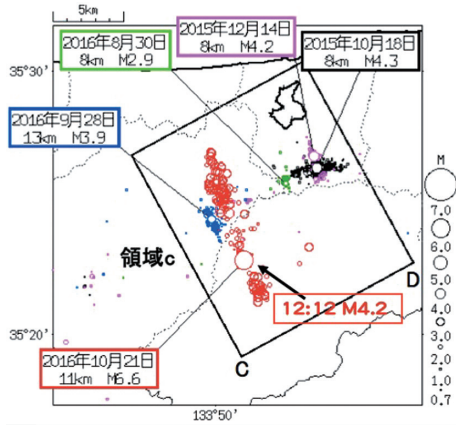 5km
2015年12月14日
8km M4.2
2016年8月30日
8km M2.9
2015年10月18日
8km M4.3
35°30'
2016年9月28日
13km M3.9
M
7.0
6.0
5.0
4.0
3.0
2.0
1.0
0.7
領域c
D
12:12 M4.2
35°20'
2016年10月21日
11km M6.6
C
133°50'